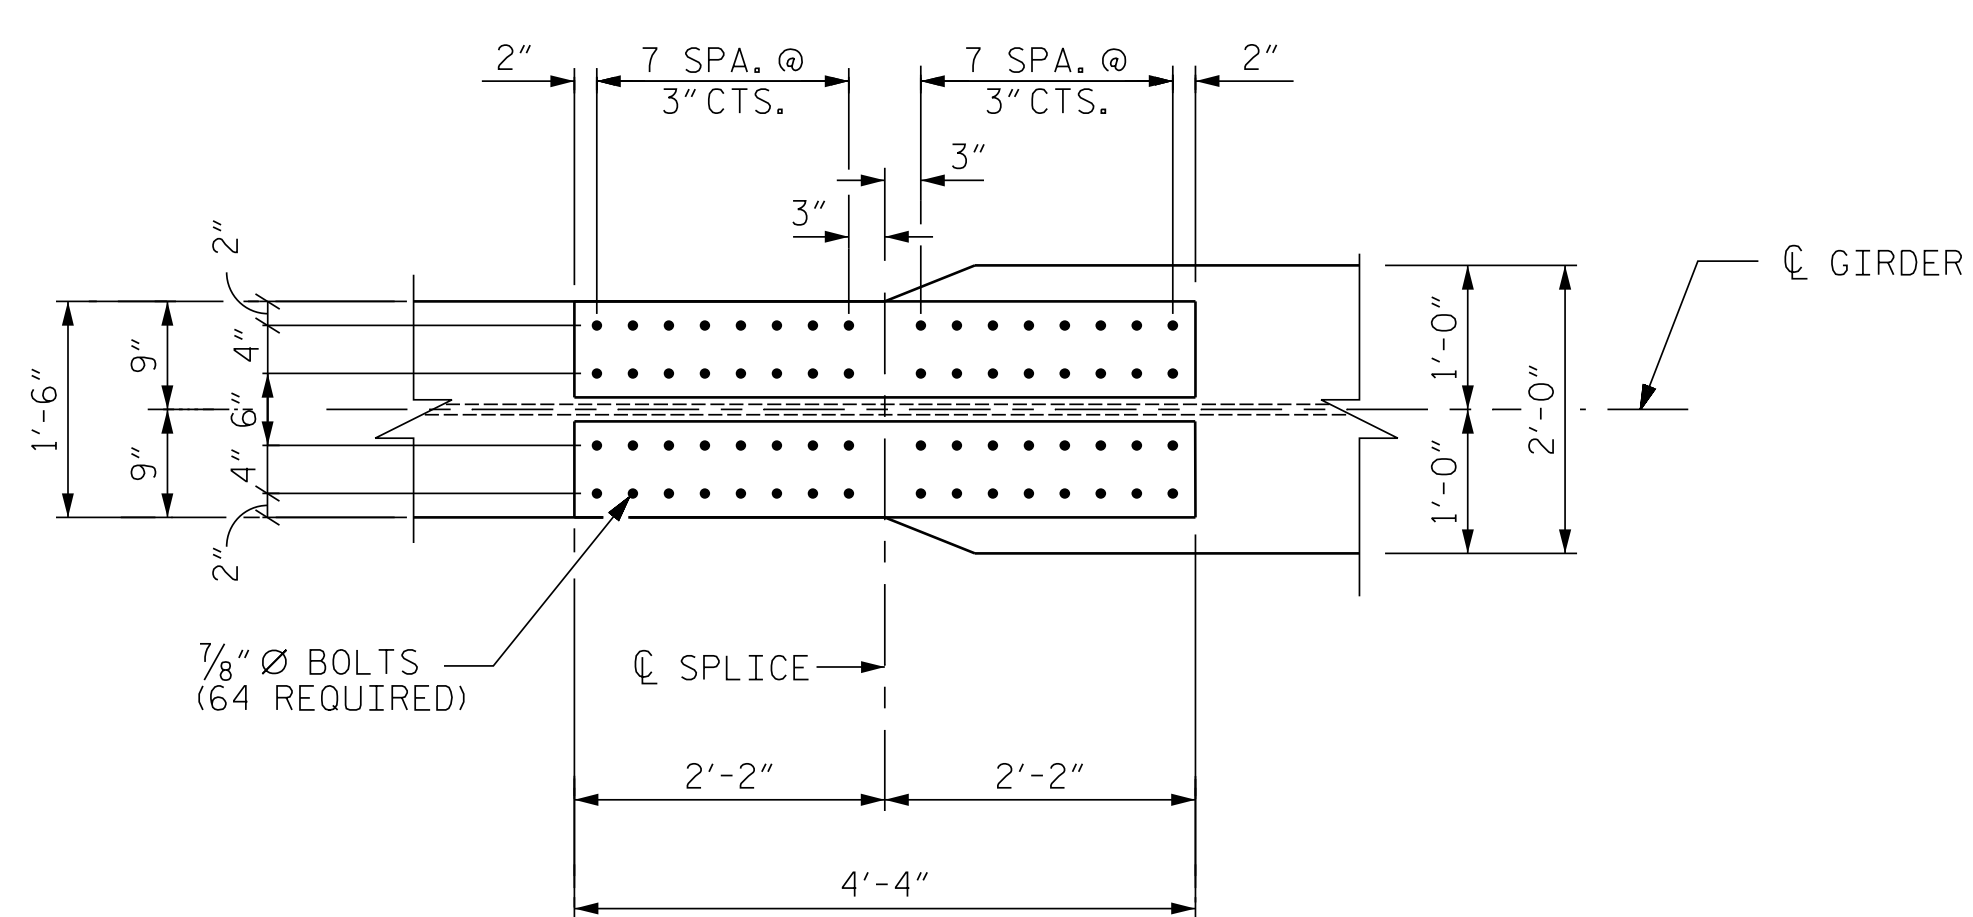 2"
7 SPA. @
3" CTS.
7 SPA. @
3" CTS.
2"
3"
3"
2"
℄ GIRDER
1'-6"
9"
9"
4"
6"
4"
2"
1'-0"
1'-0"
2'-0"
⅞" Ø BOLTS
(64 REQUIRED)
℄ SPLICE
2'-2"
2'-2"
4'-4"